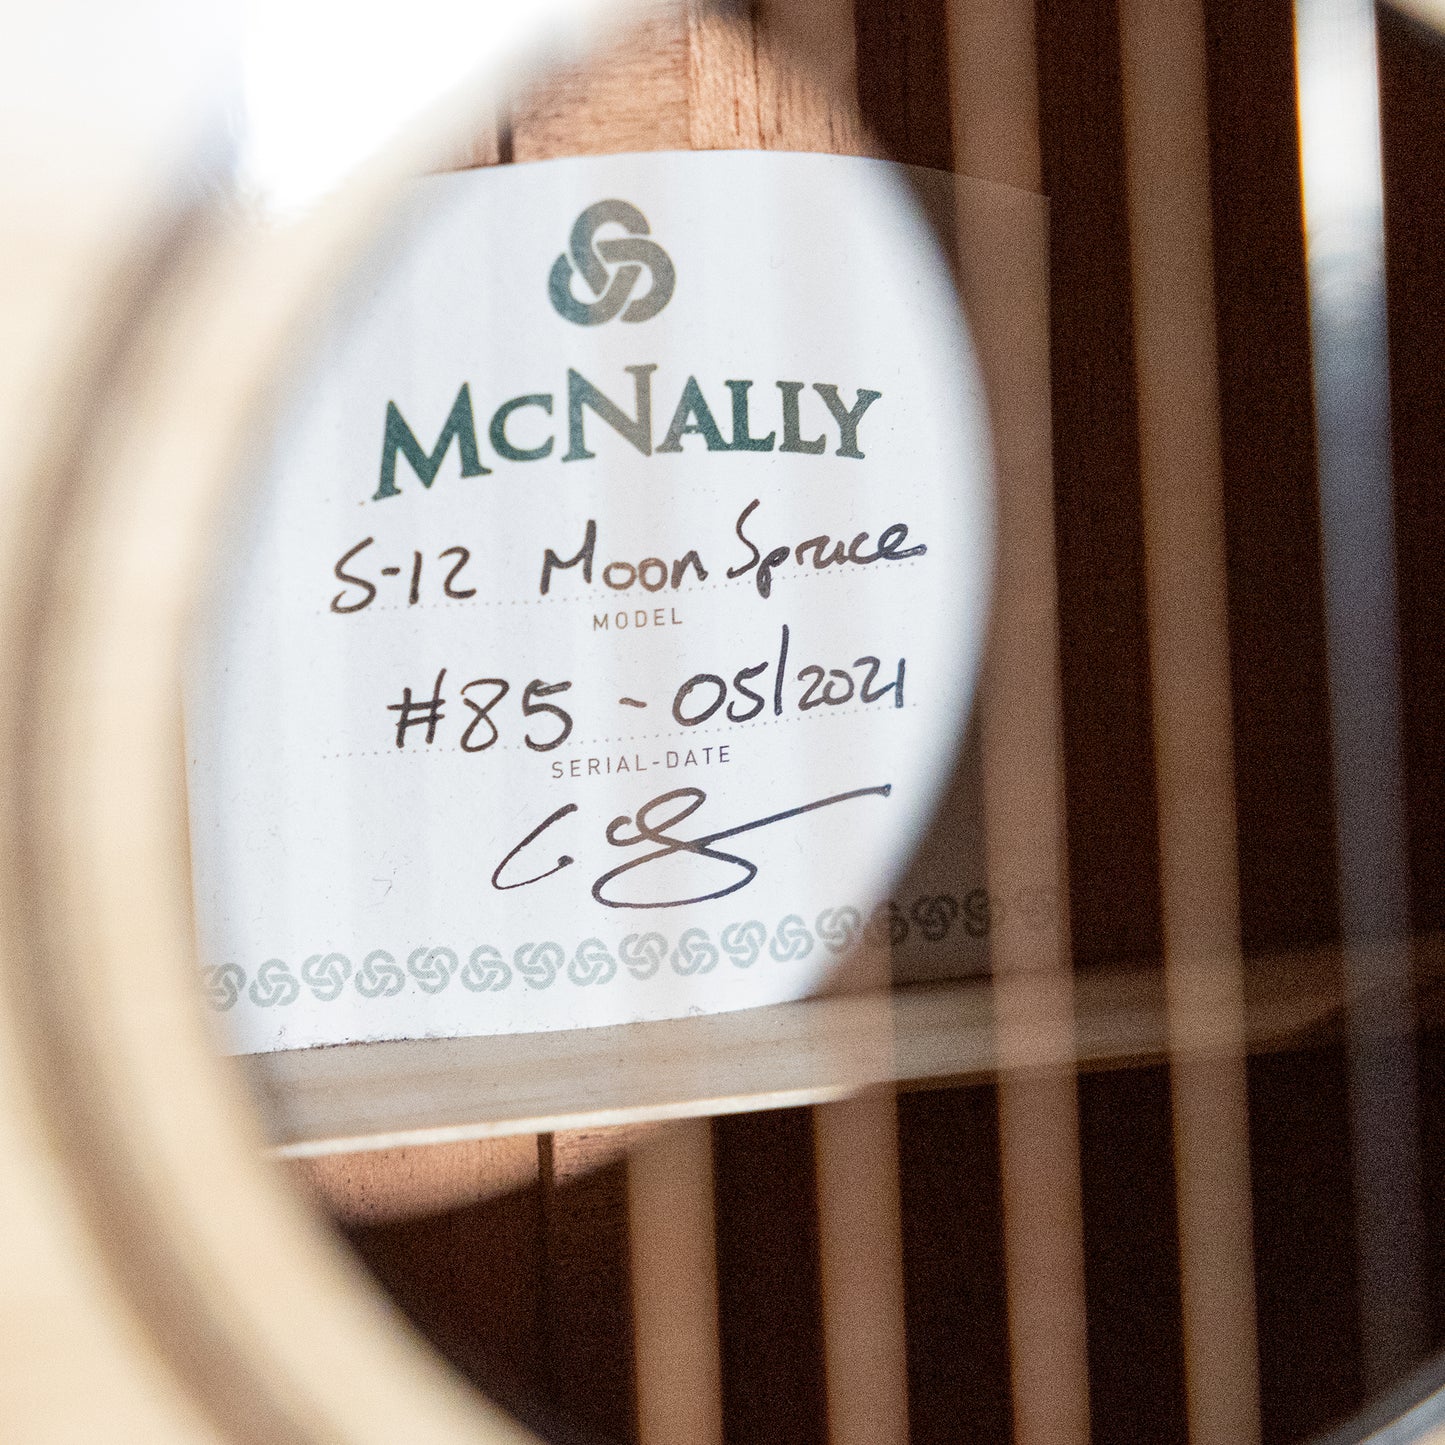 McNALLY
S-12 Moon Spruce
MODEL
#85 - 05/2021
SERIAL-DATE